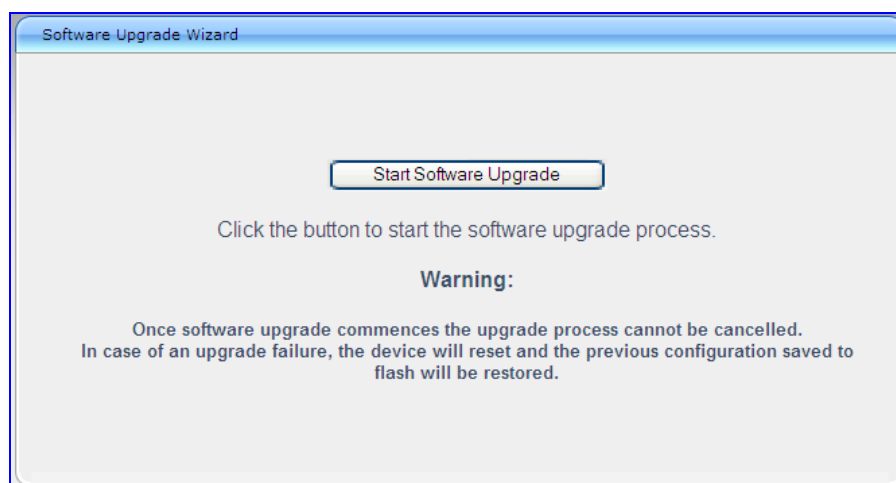 Software Upgrade Wizard
Start Software Upgrade
Click the button to start the software upgrade process.
Warning:
Once software upgrade commences the upgrade process cannot be cancelled.
In case of an upgrade failure, the device will reset and the previous configuration saved to
flash will be restored.